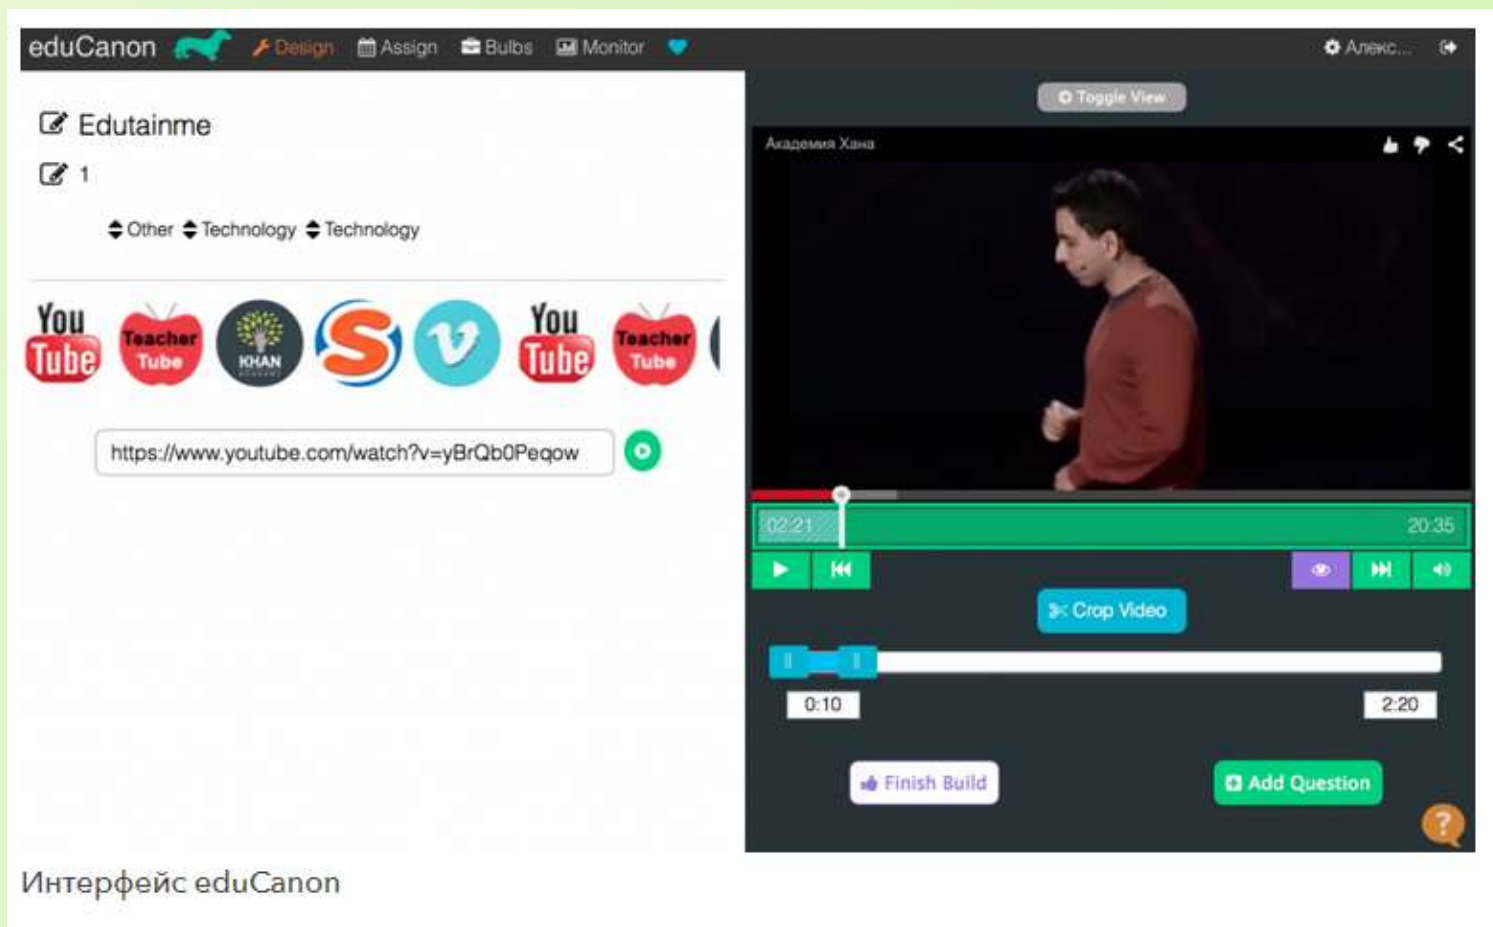 eduCanon Design Assign Bulbs Monitor Алекс...
Edutainme
1
Other Technology Technology
You Tube Teacher Tube KHAN ACADEMY S V You Tube Teacher Tube
https://www.youtube.com/watch?v=yBrQb0Peqow
Toggle View
Академия Хана
02:21 20:35
Crop Video
0:10 2:20
Finish Build Add Question
?
Интерфейс eduCanon